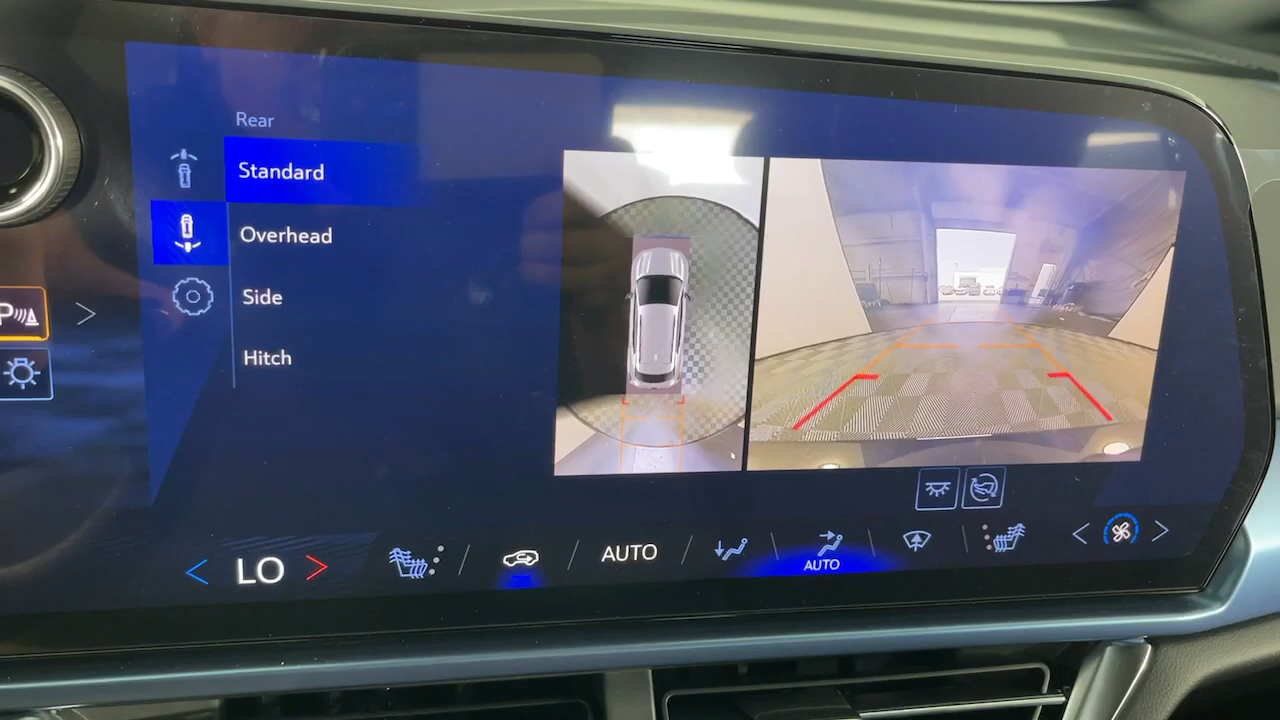 Rear
Standard
Overhead
Side
Hitch
P
LO
AUTO
AUTO